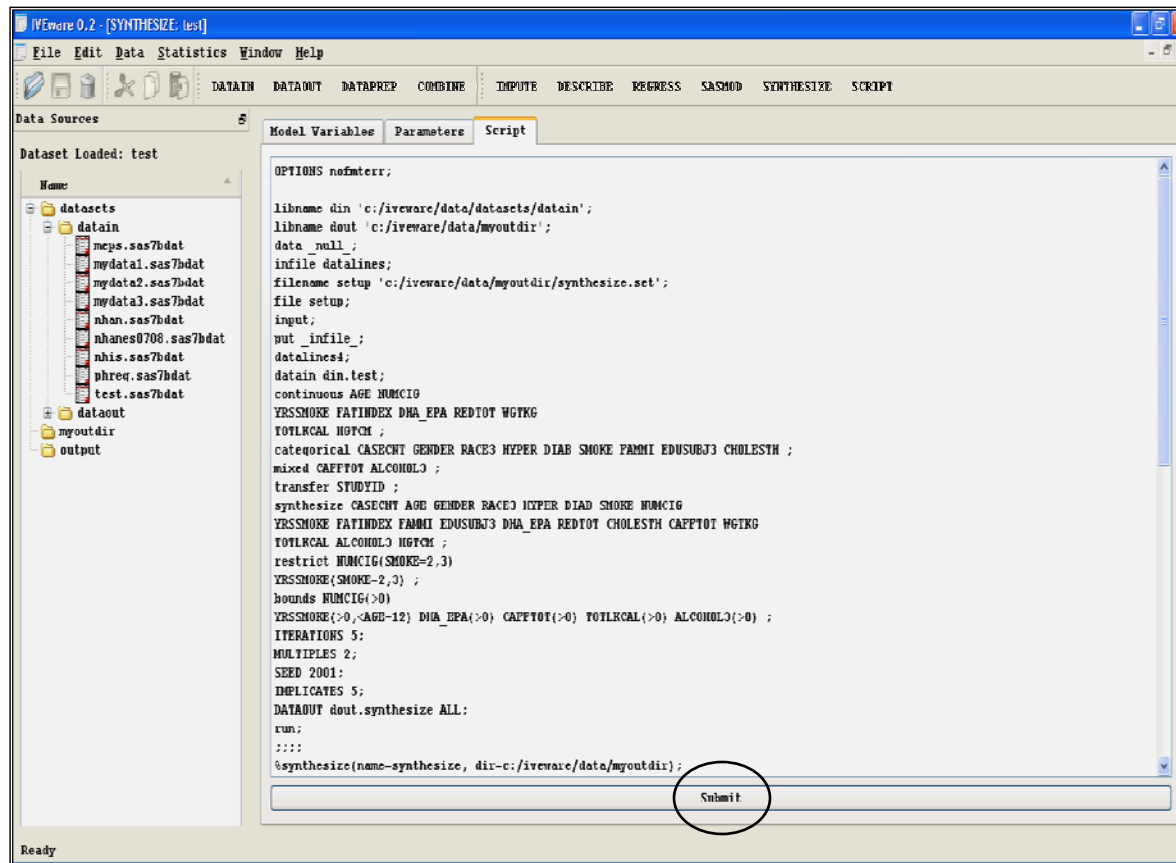 IVEware 0.2 - [SYNTHESIZE: test]
File Edit Data Statistics Window Help
DATAIN DATAOUT DATAPREP COMBINE IMPUTE DESCRIBE REGRESS SASMOD SYNTHESIZE SCRIPT
Data Sources
Dataset Loaded: test
Name
datasets
datain
meps.sas7bdat
mydata1.sas7bdat
mydata2.sas7bdat
mydata3.sas7bdat
nhan.sas7bdat
nhanes0708.sas7bdat
nhis.sas7bdat
phreg.sas7bdat
test.sas7bdat
dataout
myoutdir
output
Model Variables Parameters Script
OPTIONS nofmterr;
libname din 'c:/iveware/data/datasets/datain';
libname dout 'c:/iveware/data/myoutdir';
data _null_;
infile datalines;
filename setup 'c:/iveware/data/myoutdir/synthesize.set';
file setup;
input;
put _infile_;
datalines4;
datain din.test;
continuous AGE NUMCIG
YRSSMOKE FATINDEX DHA_EPA REDTOT WGTKG
TOTLKCAL HGTCM ;
categorical CASECNT GENDER RACE3 HYPER DIAB SMOKE FAMMI EDUSUBJ3 CHOLESTH ;
mixed CAFFTOT ALCOHOL3 ;
transfer STUDYID ;
synthesize CASECNT AGE GENDER RACE3 HYPER DIAB SMOKE NUMCIG
YRSSMOKE FATINDEX FAMMI EDUSUBJ3 DHA_EPA REDTOT CHOLESTH CAFFTOT WGTKG
TOTLKCAL ALCOHOL3 HGTCM ;
restrict NUMCIG(SMOKE=2,3)
YRSSMOKE(SMOKE=2,3) ;
bounds NUMCIG(>0)
YRSSMOKE(>0,<AGE-12) DHA_EPA(>0) CAFFTOT(>0) TOTLKCAL(>0) ALCOHOL3(>0) ;
ITERATIONS 5;
MULTIPLES 2;
SEED 2001;
IMPLICATES 5;
DATAOUT dout.synthesize ALL;
run;
;;;;
%synthesize(name=synthesize, dir=c:/iveware/data/myoutdir);
Submit
Ready